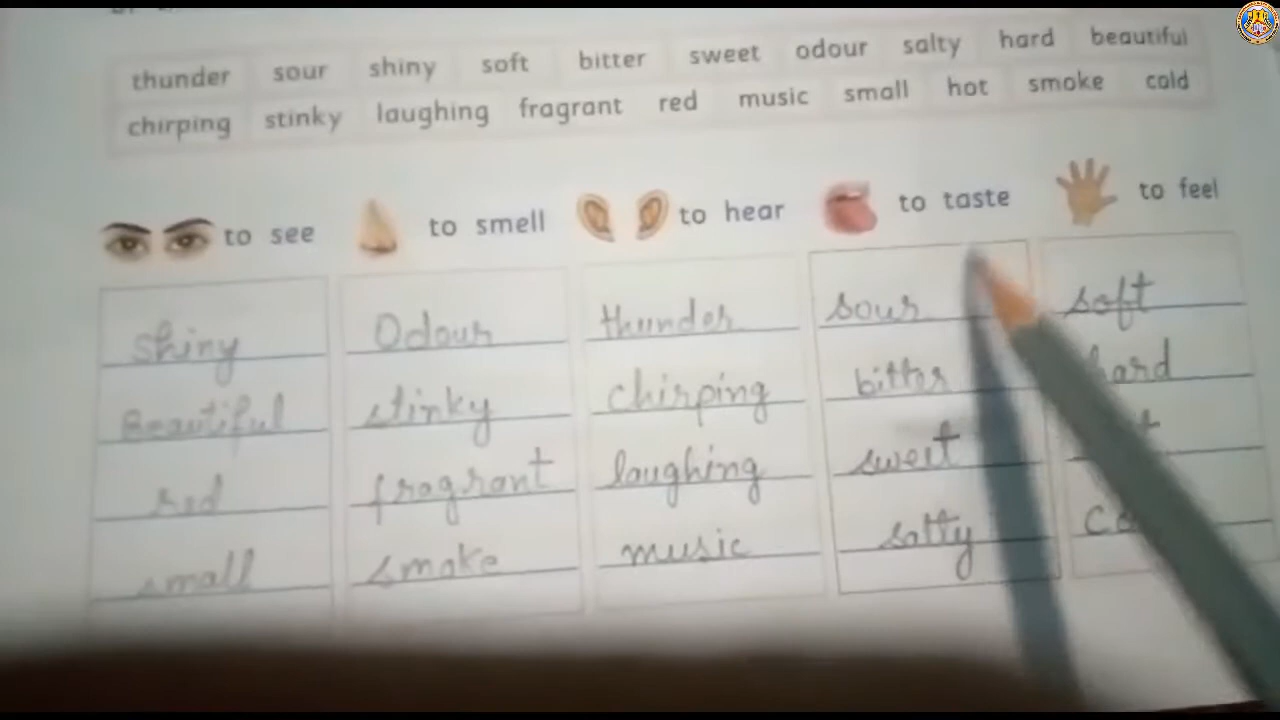 thunder sour shiny soft bitter sweet odour salty hard beautiful
chirping stinky laughing fragrant red music small hot smoke cold
to see to smell to hear to taste to feel
shiny Odour thunder sour soft
Beautiful stinky chirping bitter hard
red fragrant laughing sweet
small smoke music salty